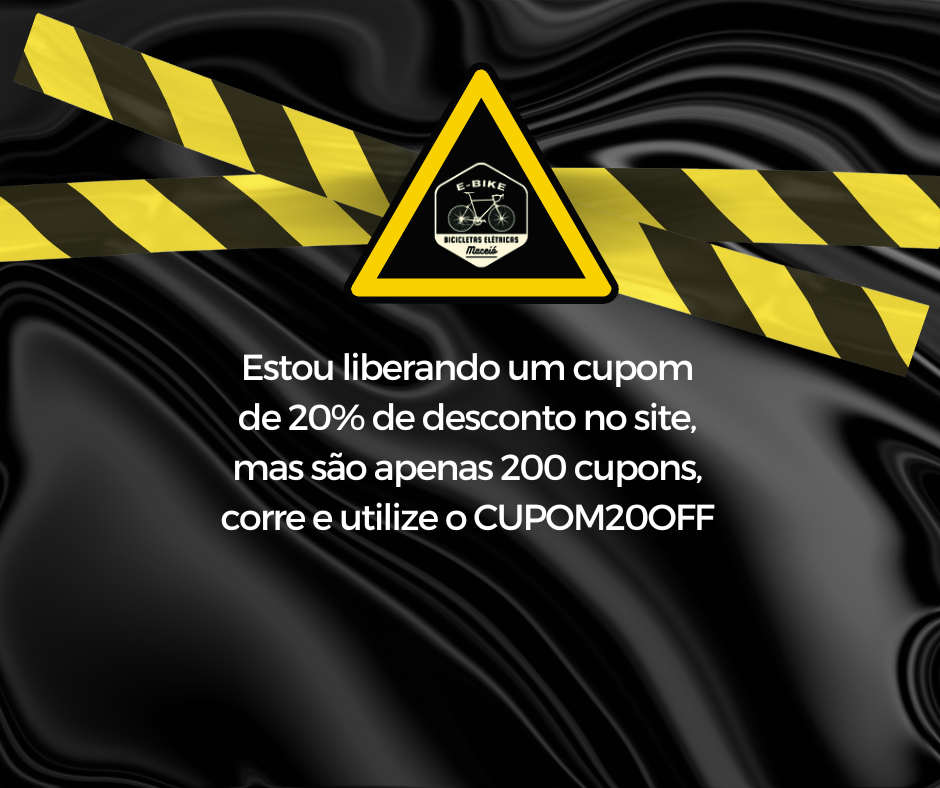 E-BIKE
BICICLETAS ELÉTRICAS
Maceió
Estou liberando um cupom
de 20% de desconto no site,
mas são apenas 200 cupons,
corre e utilize o CUPOM20OFF